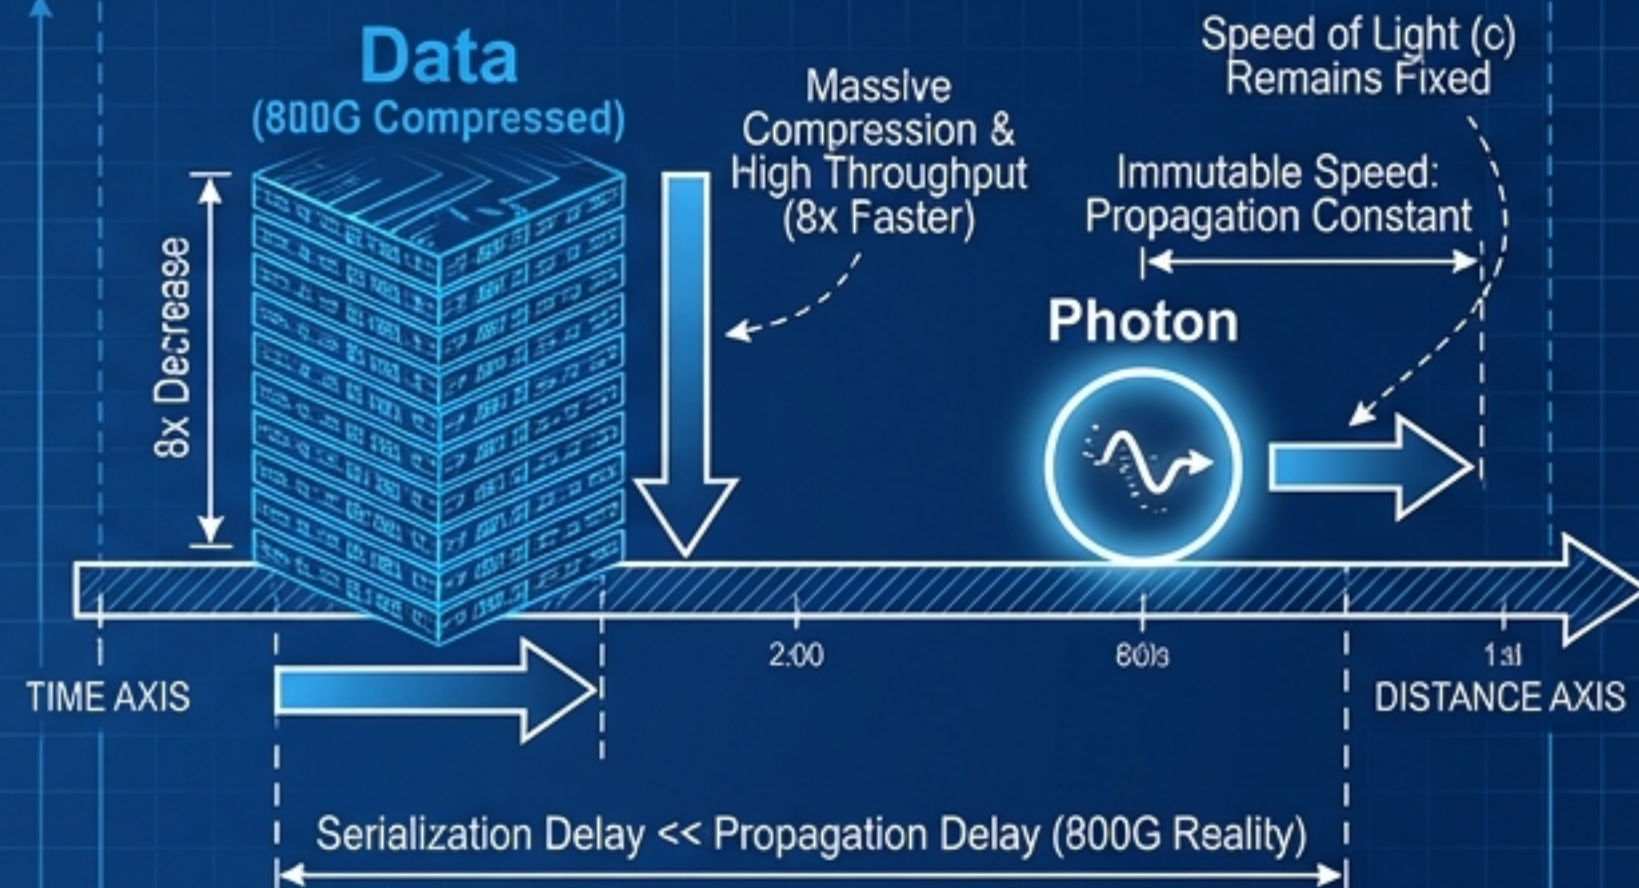 Data
(800G Compressed)
Massive
Compression &
High Throughput
(8x Faster)
Speed of Light (c)
Remains Fixed
Immutable Speed:
Propagation Constant
Photon
8x Decrease
2:00
TIME AXIS
DISTANCE AXIS
Serialization Delay << Propagation Delay (800G Reality)